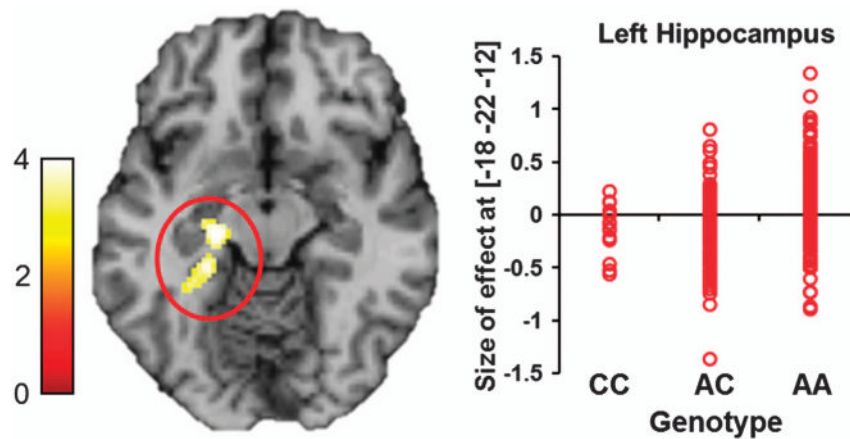 4
2
0
Left Hippocampus
Size of effect at [-18 -22 -12]
1.5
1
0.5
0
-0.5
-1
-1.5
CC AC AA
Genotype